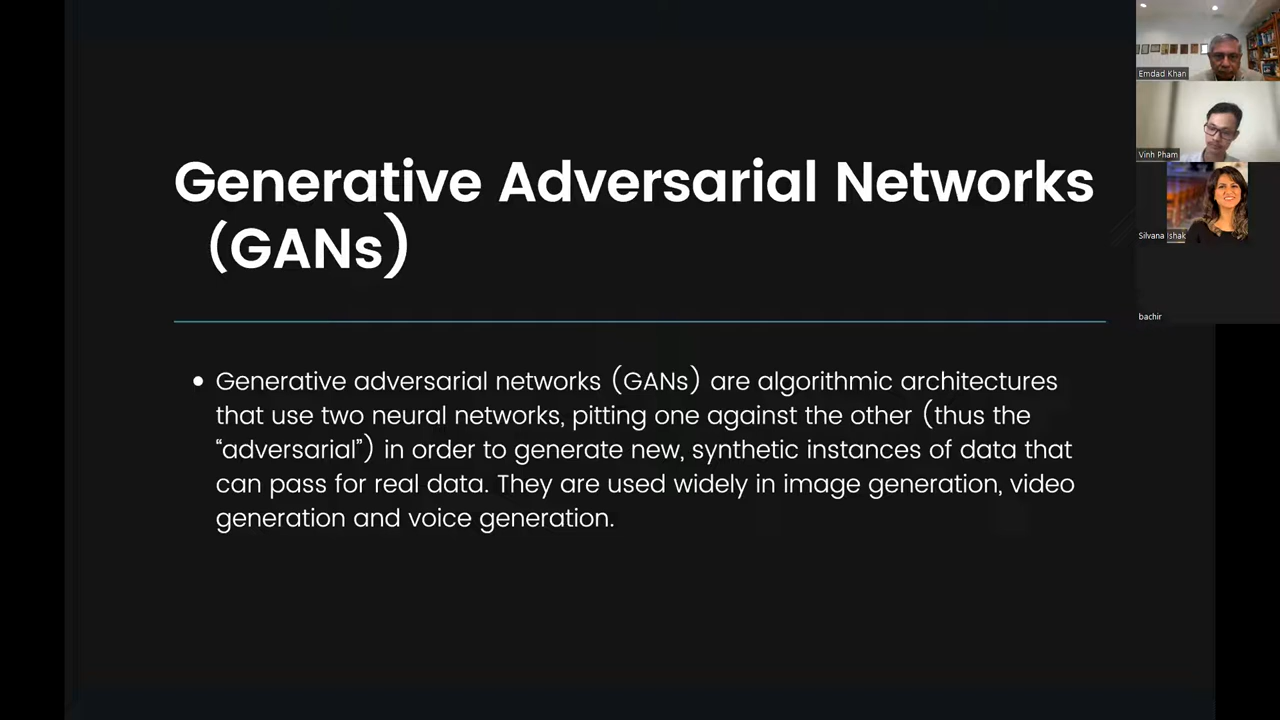 Generative Adversarial Networks
(GANs)
• Generative adversarial networks (GANs) are algorithmic architectures
that use two neural networks, pitting one against the other (thus the
“adversarial”) in order to generate new, synthetic instances of data that
can pass for real data. They are used widely in image generation, video
generation and voice generation.
Emdad Khan
Vinh Pham
Silvana Ishak
bachir